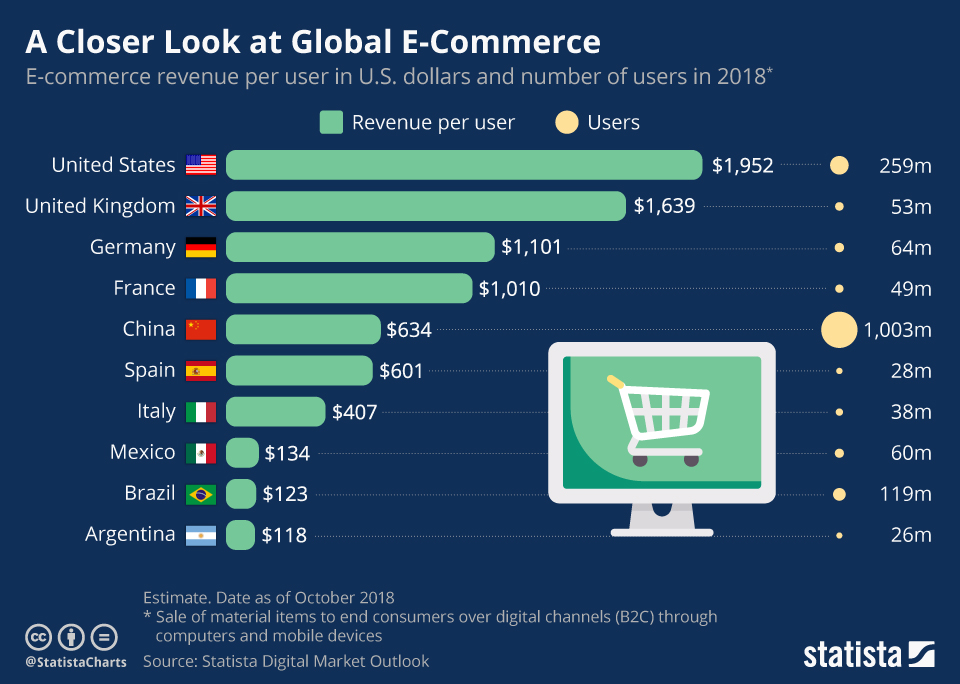 A Closer Look at Global E-Commerce
E-commerce revenue per user in U.S. dollars and number of users in 2018*
Revenue per user Users
United States $1,952 259m
United Kingdom $1,639 53m
Germany $1,101 64m
France $1,010 49m
China $634 1,003m
Spain $601 28m
Italy $407 38m
Mexico $134 60m
Brazil $123 119m
Argentina $118 26m
Estimate. Date as of October 2018
* Sale of material items to end consumers over digital channels (B2C) through
computers and mobile devices
cc
@StatistaCharts Source: Statista Digital Market Outlook
statista